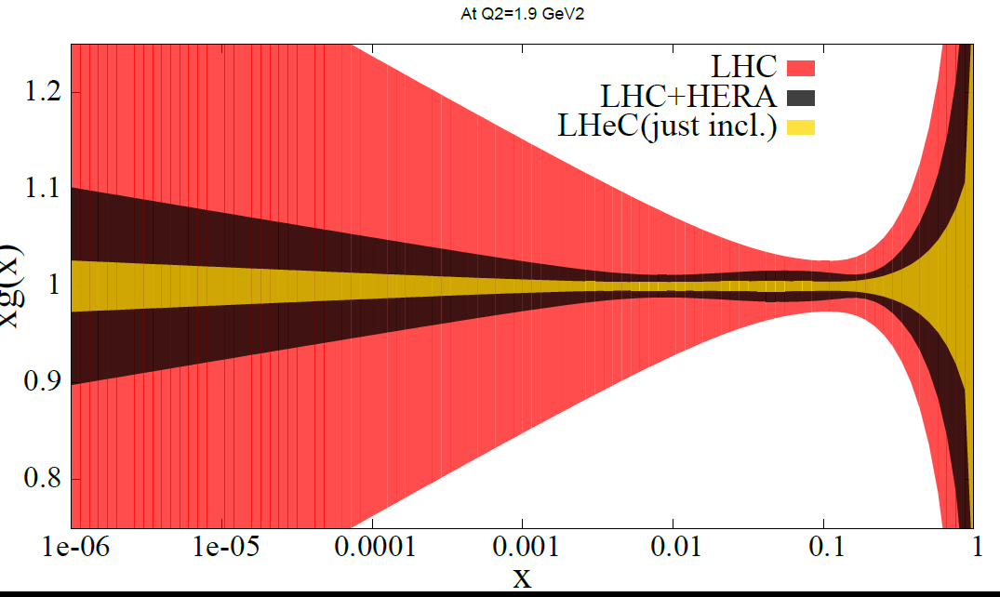 At Q2=1.9 GeV2
LHC
LHC+HERA
LHeC(just incl.)
xg(x)
1.2
1.1
1
0.9
0.8
1e-06 1e-05 0.0001 0.001 0.01 0.1 1
x